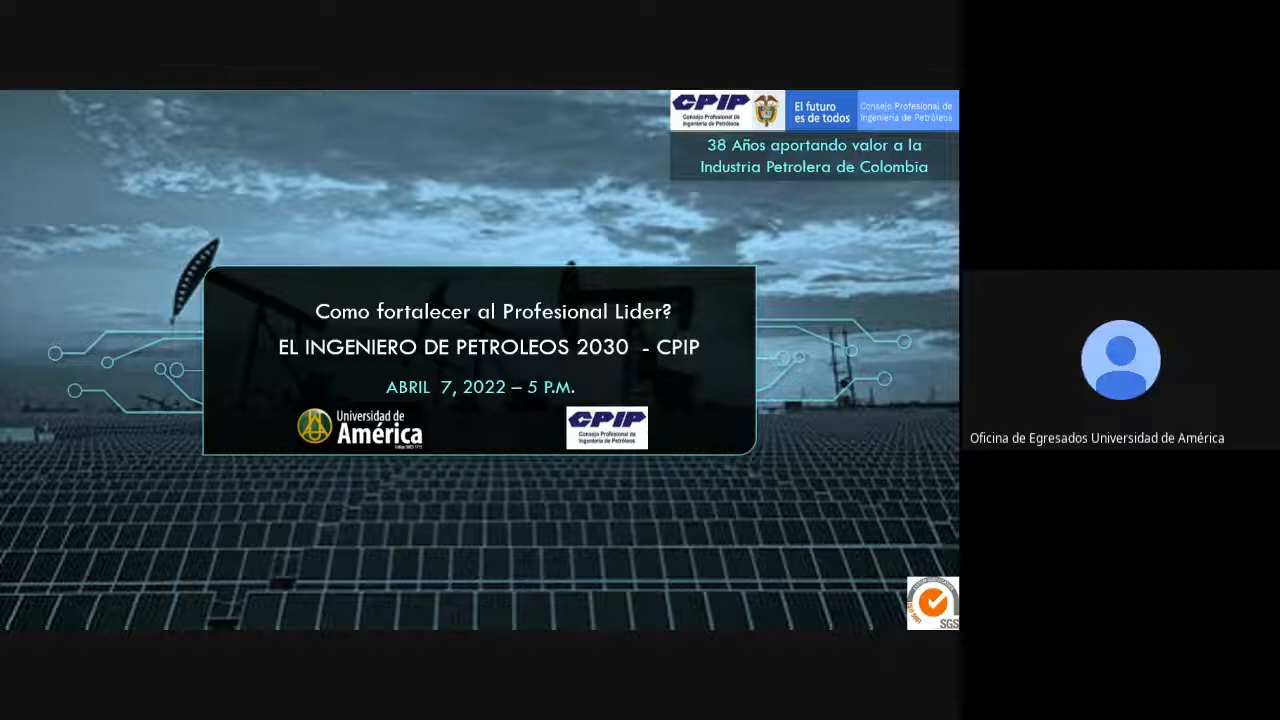 CPIP
Consejo Profesional de
Ingeniería de Petróleos
El futuro
es de todos
Consejo Profesional de
Ingeniería de Petróleos
38 Años aportando valor a la
Industria Petrolera de Colombia
Como fortalecer al Profesional Lider?
EL INGENIERO DE PETROLEOS 2030 - CPIP
ABRIL 7, 2022 – 5 P.M.
Universidad de
América
CPIP
Consejo Profesional de
Ingeniería de Petróleos
Oficina de Egresados Universidad de América
SGS